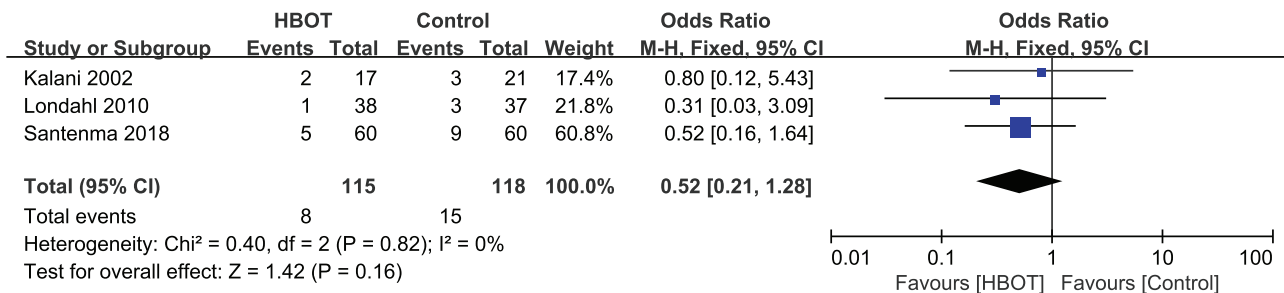 HBOT Control Odds Ratio Odds Ratio
Study or Subgroup Events Total Events Total Weight M-H, Fixed, 95% CI M-H, Fixed, 95% CI
Kalani 2002 2 17 3 21 17.4% 0.80 [0.12, 5.43]
Londahl 2010 1 38 3 37 21.8% 0.31 [0.03, 3.09]
Santenma 2018 5 60 9 60 60.8% 0.52 [0.16, 1.64]
Total (95% CI) 115 118 100.0% 0.52 [0.21, 1.28]
Total events 8 15
Heterogeneity: Chi² = 0.40, df = 2 (P = 0.82); I² = 0%
Test for overall effect: Z = 1.42 (P = 0.16)
0.01 0.1 1 10 100
Favours [HBOT] Favours [Control]